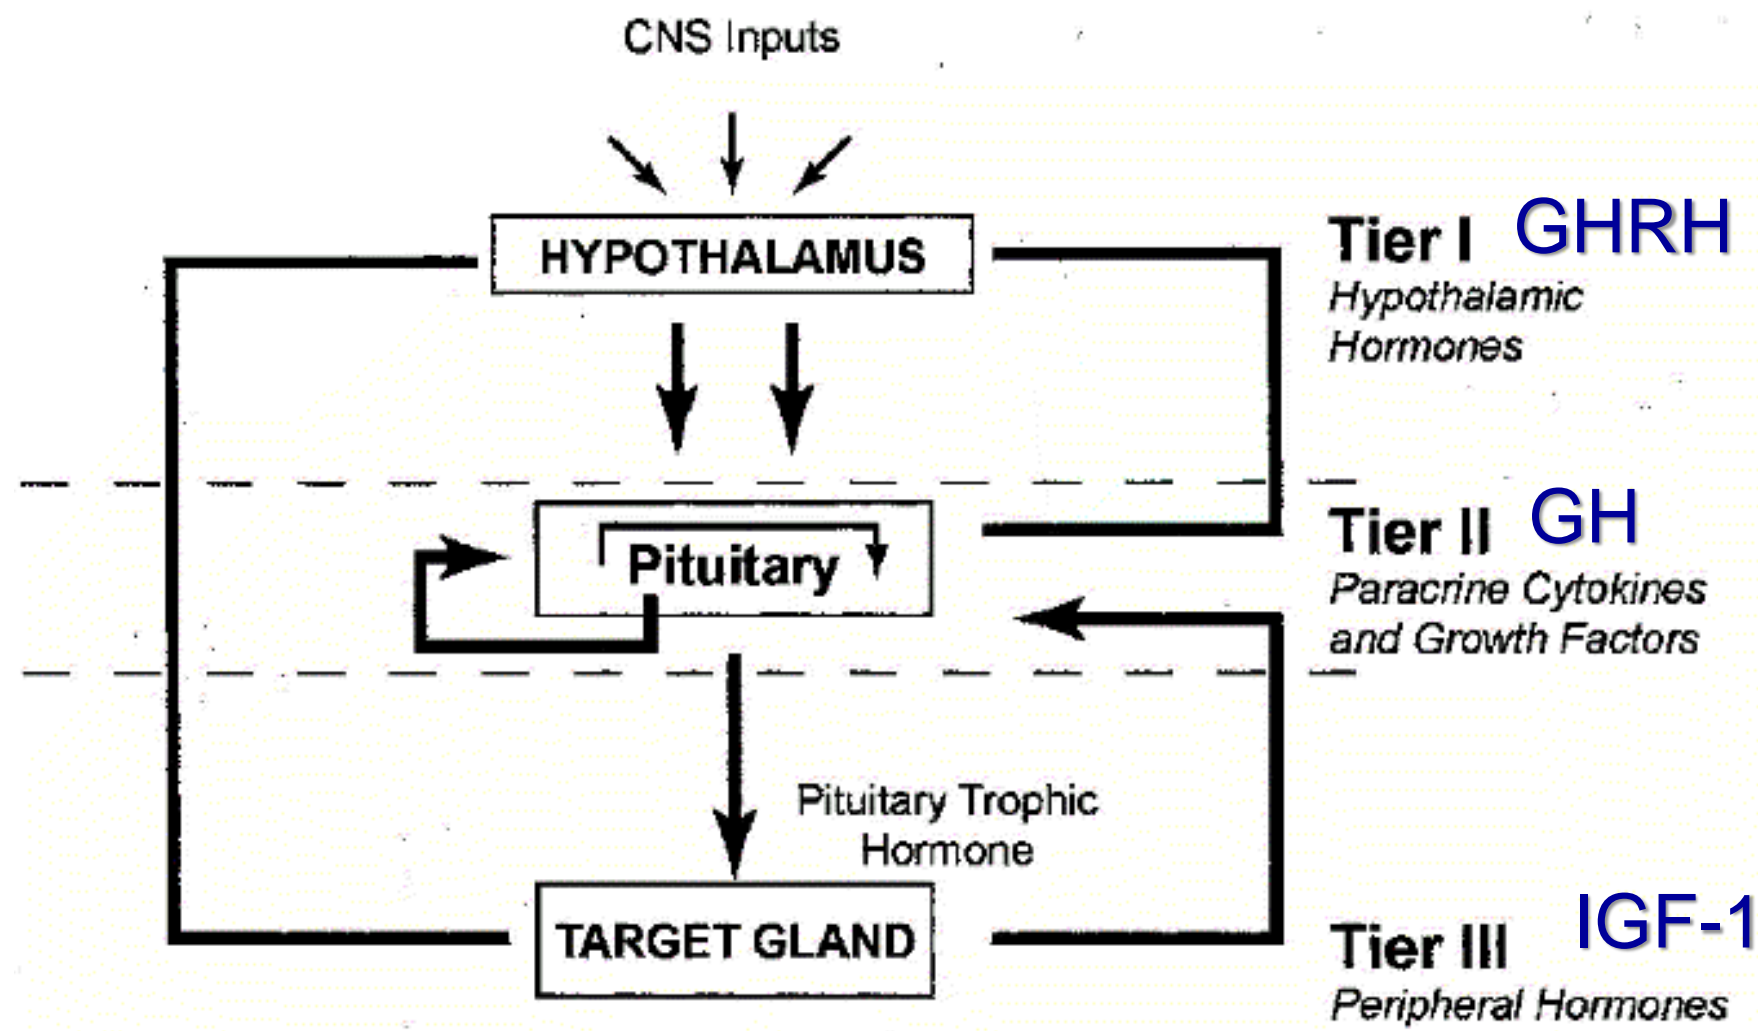 CNS Inputs
HYPOTHALAMUS
Tier I GHRH
Hypothalamic
Hormones
Pituitary
Tier II GH
Paracrine Cytokines
and Growth Factors
Pituitary Trophic
Hormone
TARGET GLAND
Tier III IGF-1
Peripheral Hormones